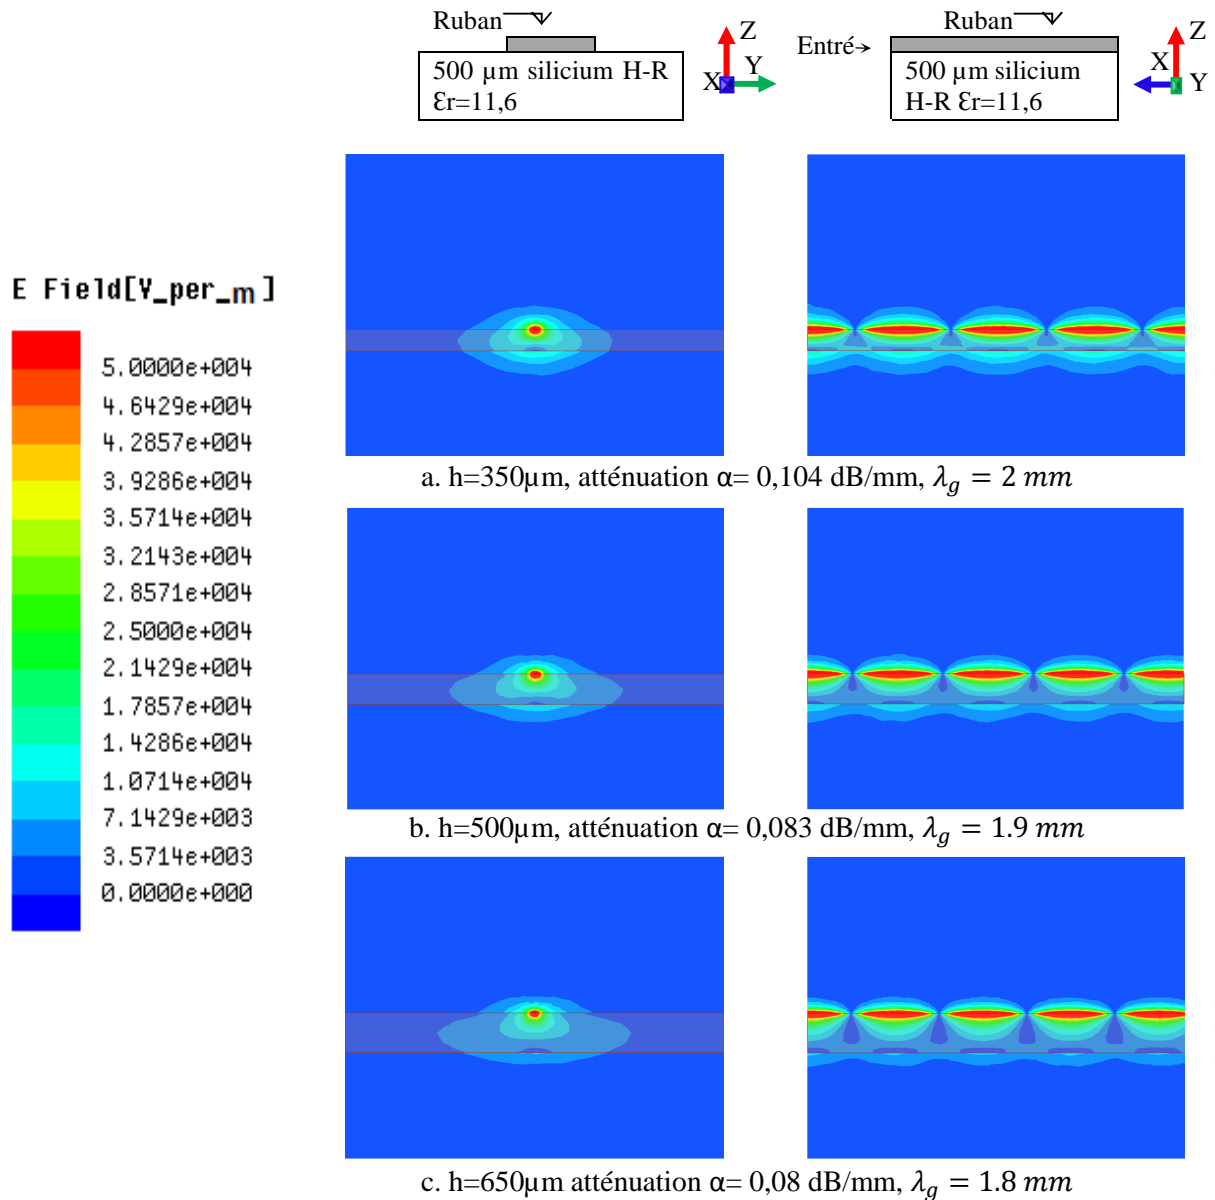 Ruban
Z
Y
X
500 µm silicium H-R
Ɛr=11,6
Ruban
Entré→
Z
X
Y
500 µm silicium
H-R Ɛr=11,6
E Field[V_per_m]
5.0000e+004
4.6429e+004
4.2857e+004
3.9286e+004
3.5714e+004
3.2143e+004
2.8571e+004
2.5000e+004
2.1429e+004
1.7857e+004
1.4286e+004
1.0714e+004
7.1429e+003
3.5714e+003
0.0000e+000
a. h=350µm, atténuation α= 0,104 dB/mm, λg = 2 mm
b. h=500µm, atténuation α= 0,083 dB/mm, λg = 1.9 mm
c. h=650µm atténuation α= 0,08 dB/mm, λg = 1.8 mm